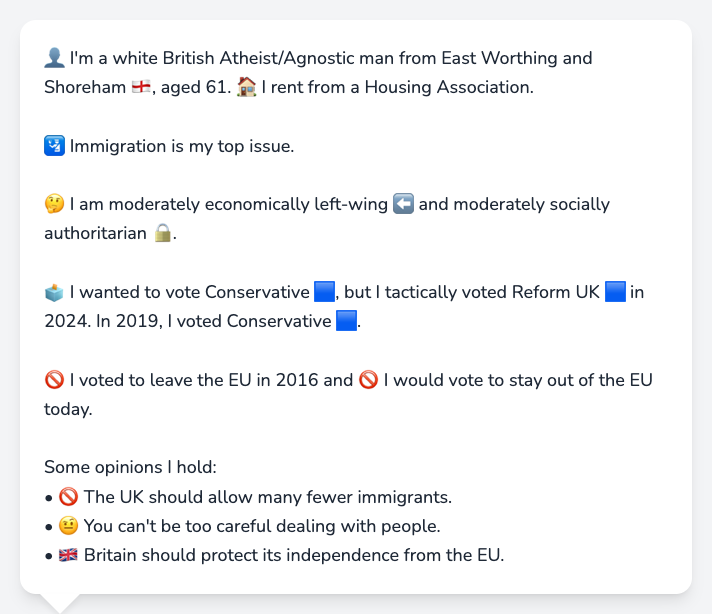 👤 I'm a white British Atheist/Agnostic man from East Worthing and
Shoreham 🏴󠁧󠁢󠁥󠁮󠁧󠁿, aged 61. 🏠 I rent from a Housing Association.
🛂 Immigration is my top issue.
🤔 I am moderately economically left-wing ⬅️ and moderately socially
authoritarian 🔒.
🗳️ I wanted to vote Conservative 🟦, but I tactically voted Reform UK 🟦 in
2024. In 2019, I voted Conservative 🟦.
🚫 I voted to leave the EU in 2016 and 🚫 I would vote to stay out of the EU
today.
Some opinions I hold:
• 🚫 The UK should allow many fewer immigrants.
• 🤨 You can't be too careful dealing with people.
• 🇬🇧 Britain should protect its independence from the EU.